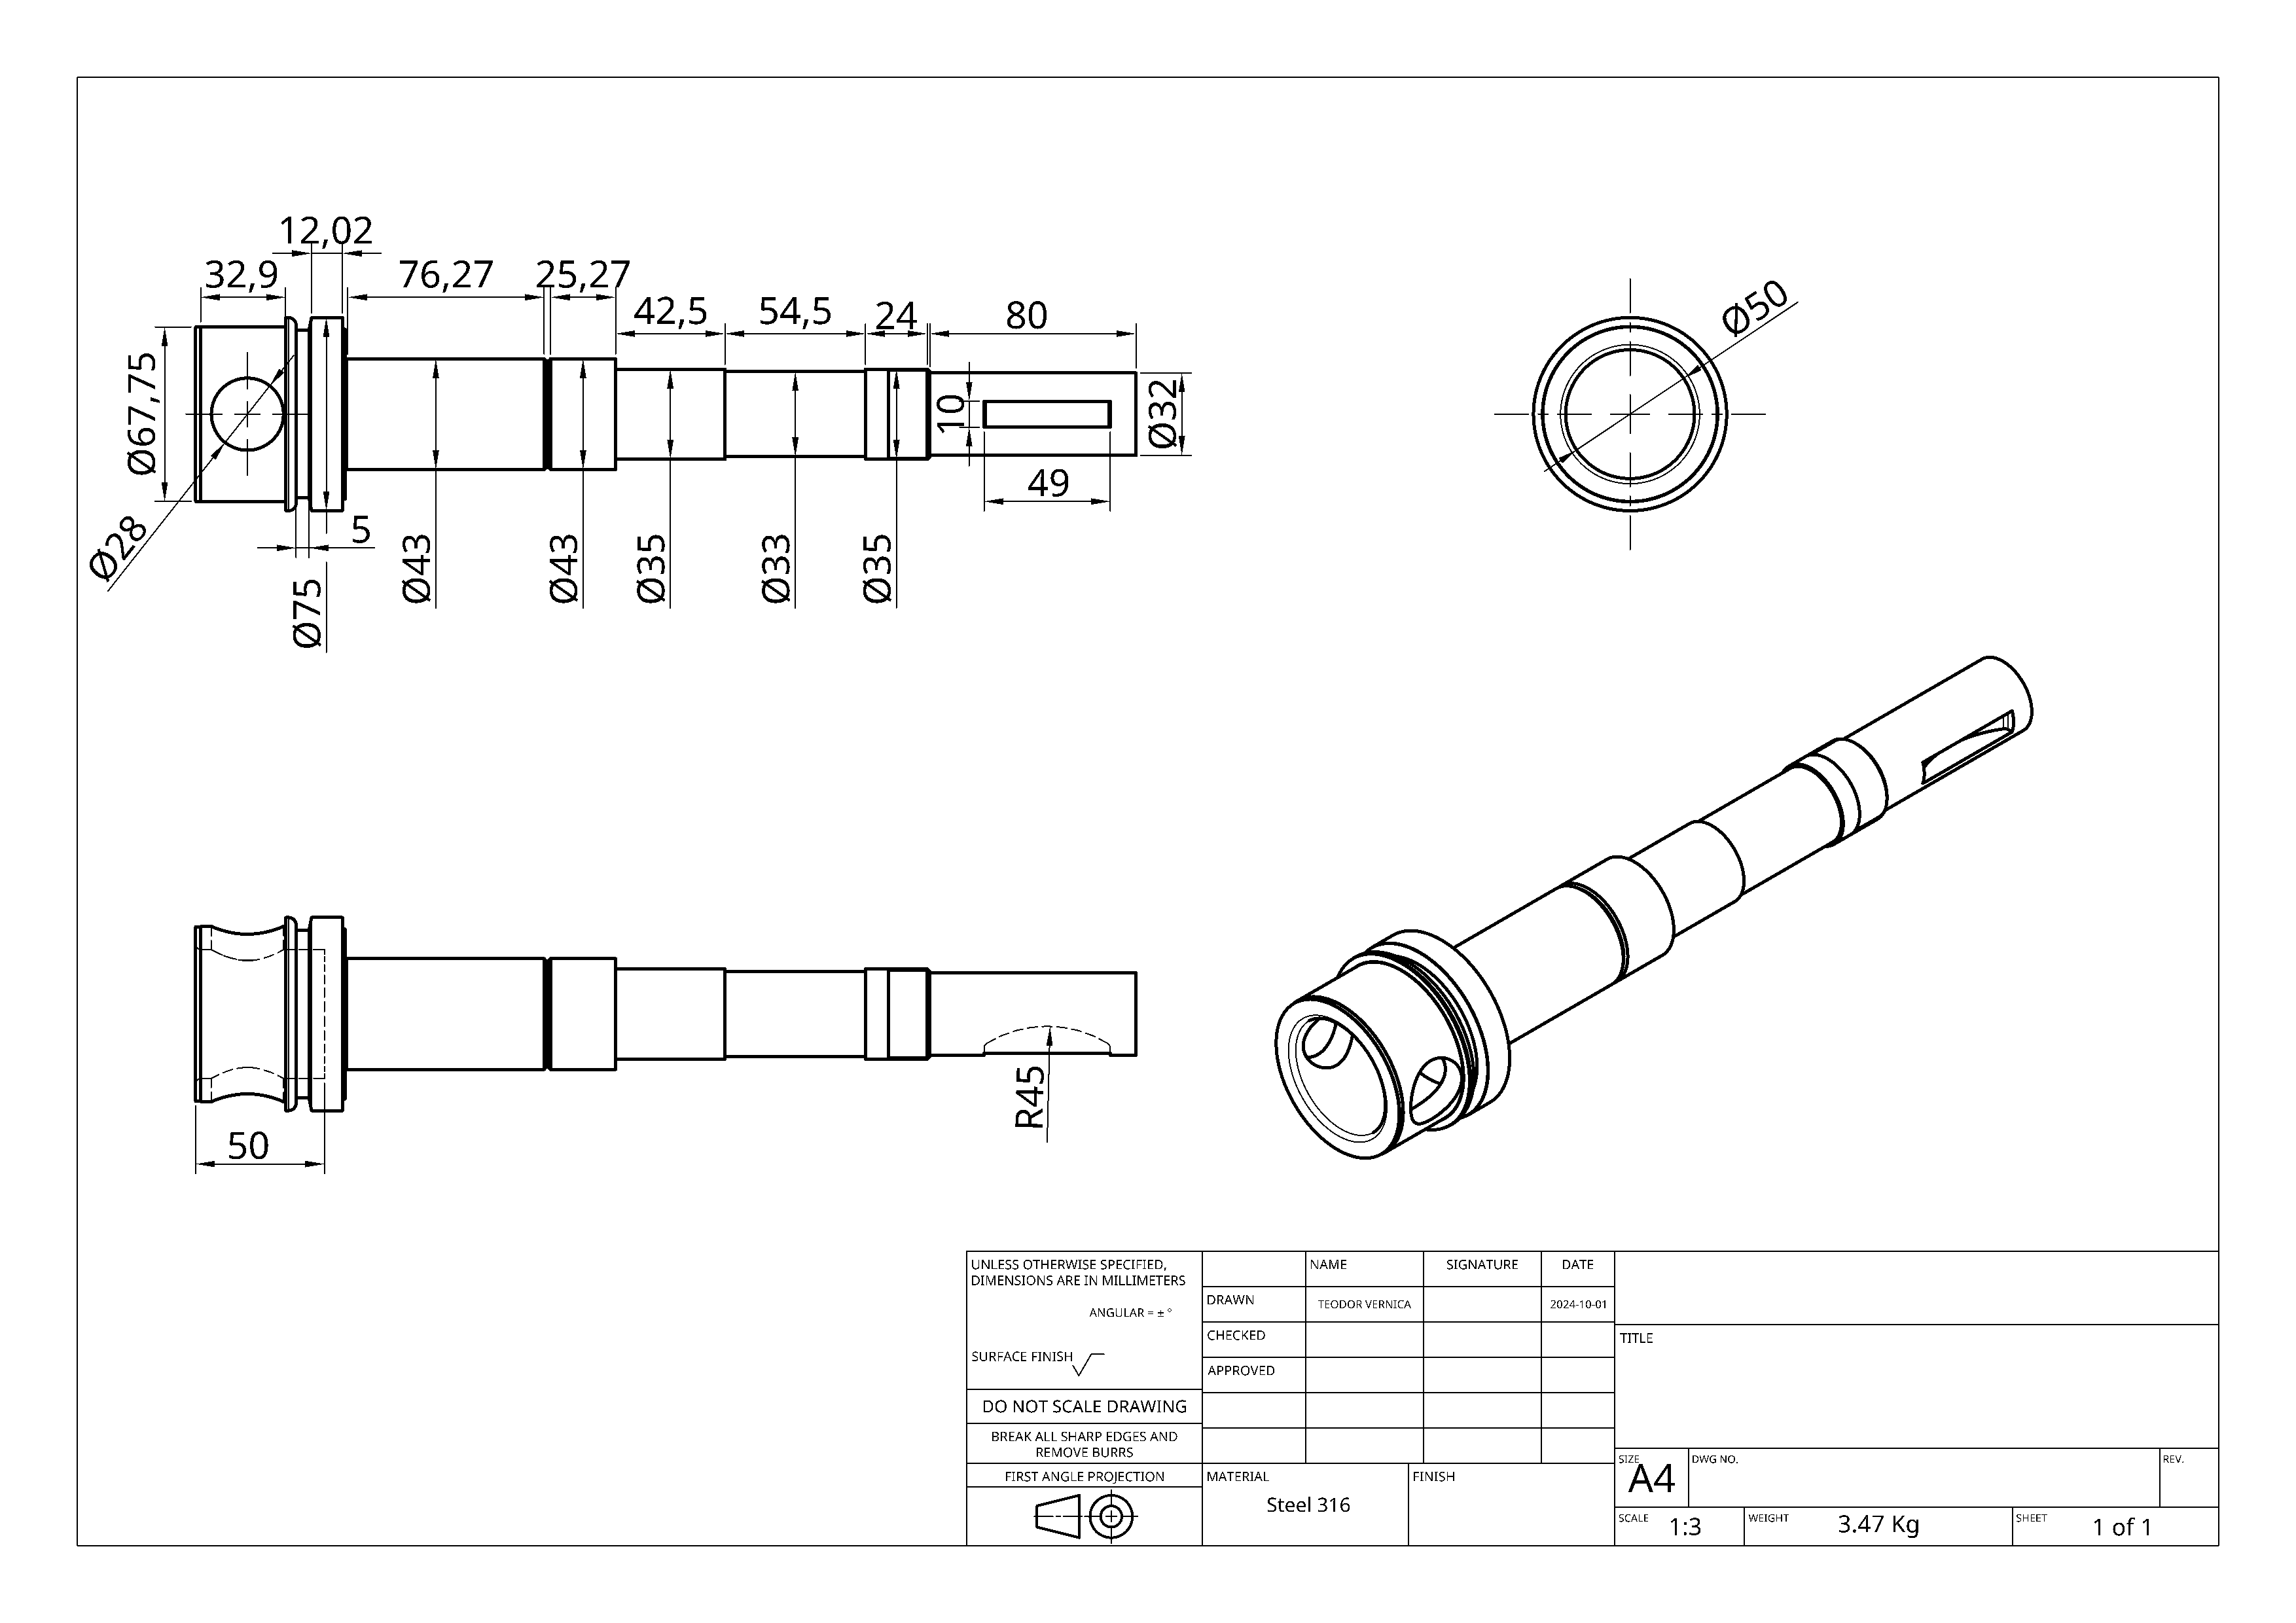 12,02
32,9
76,27
25,27
42,5
54,5
24
80
Ø50
Ø67,75
10
Ø32
49
5
Ø28
Ø75
Ø43
Ø43
Ø35
Ø33
Ø35
50
R45
UNLESS OTHERWISE SPECIFIED,
DIMENSIONS ARE IN MILLIMETERS
ANGULAR = ± °
SURFACE FINISH
DO NOT SCALE DRAWING
BREAK ALL SHARP EDGES AND
REMOVE BURRS
FIRST ANGLE PROJECTION
NAME SIGNATURE DATE
DRAWN TEODOR VERNICA 2024-10-01
CHECKED
APPROVED
MATERIAL
Steel 316
FINISH
TITLE
SIZE
A4
DWG NO.
REV.
SCALE 1:3
WEIGHT 3.47 Kg
SHEET 1 of 1